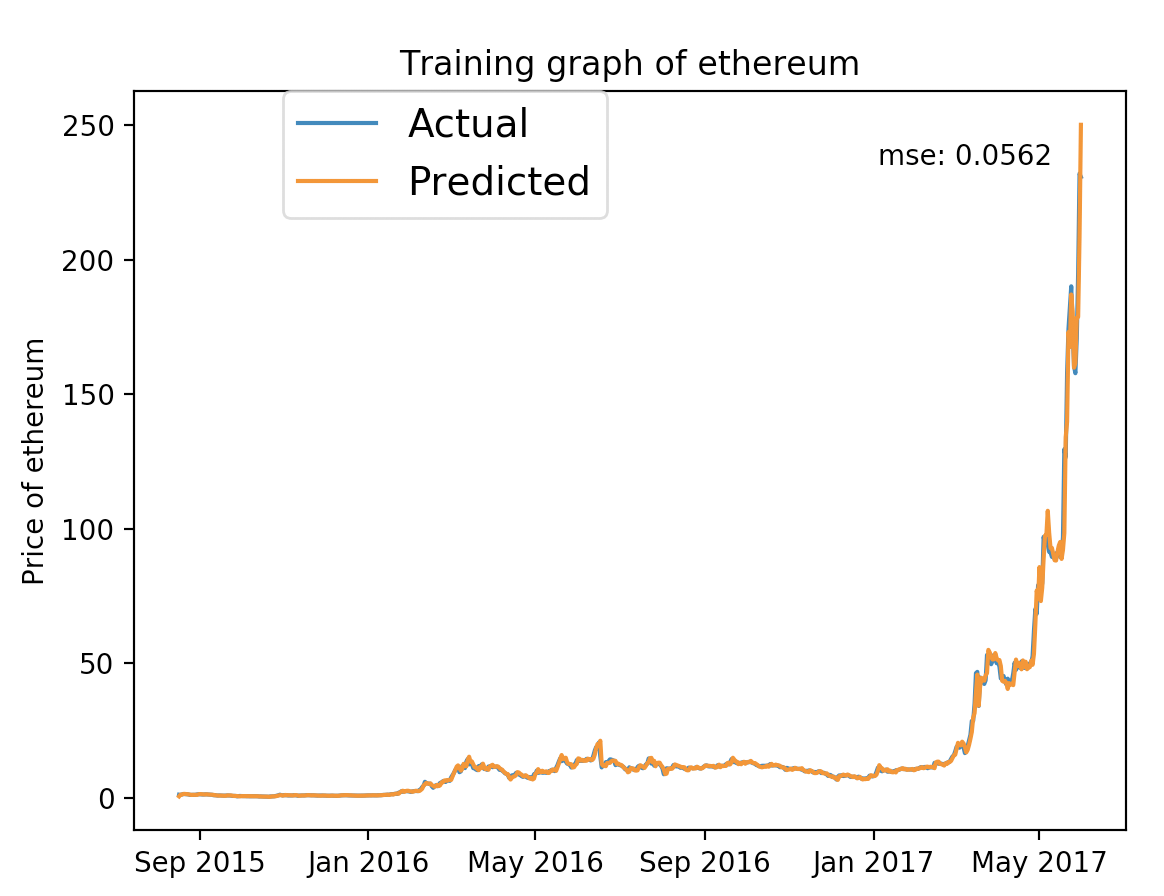 Training graph of ethereum
Actual
Predicted
mse: 0.0562
Price of ethereum
250
200
150
100
50
0
Sep 2015
Jan 2016
May 2016
Sep 2016
Jan 2017
May 2017